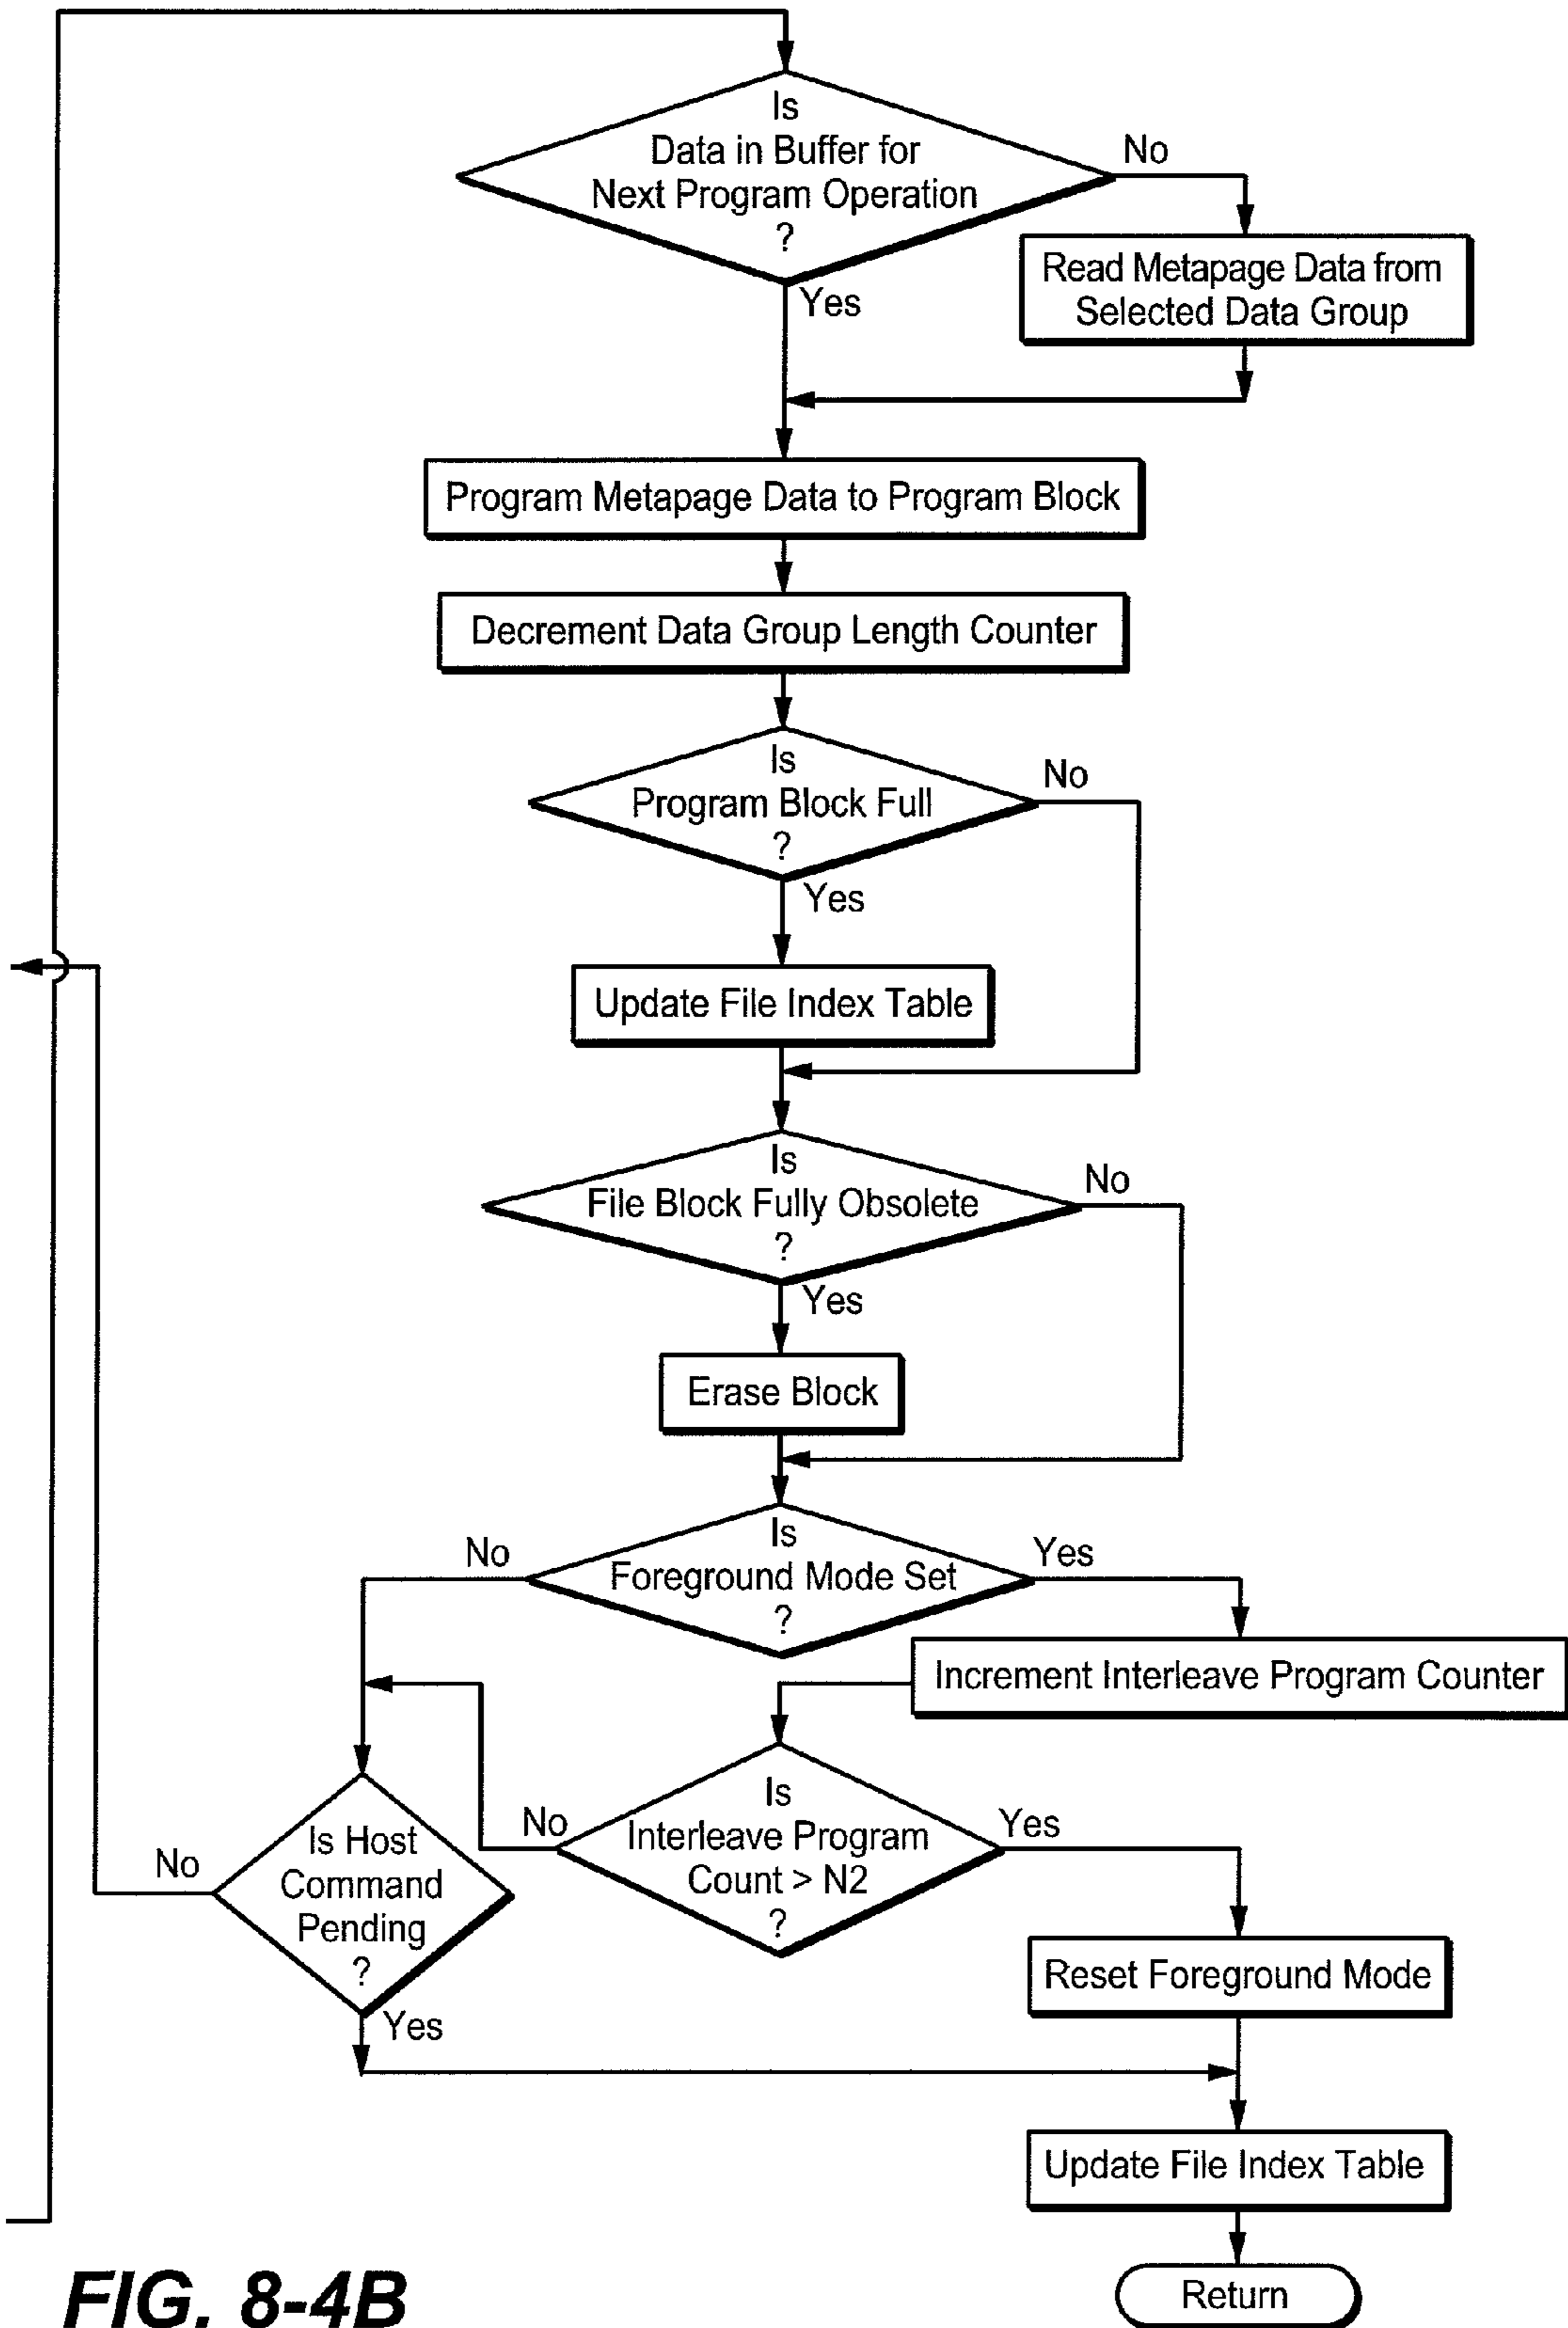 Is
Data in Buffer for
Next Program Operation
?
No
Read Metapage Data from
Selected Data Group
Yes
Program Metapage Data to Program Block
Decrement Data Group Length Counter
Is
Program Block Full
?
No
Yes
Update File Index Table
Is
File Block Fully Obsolete
?
No
Yes
Erase Block
Is
Foreground Mode Set
?
No
Yes
Increment Interleave Program Counter
Is
Interleave Program
Count > N2
?
No
Yes
Is Host
Command
Pending
?
No
Yes
Reset Foreground Mode
Update File Index Table
Return
FIG. 8-4B